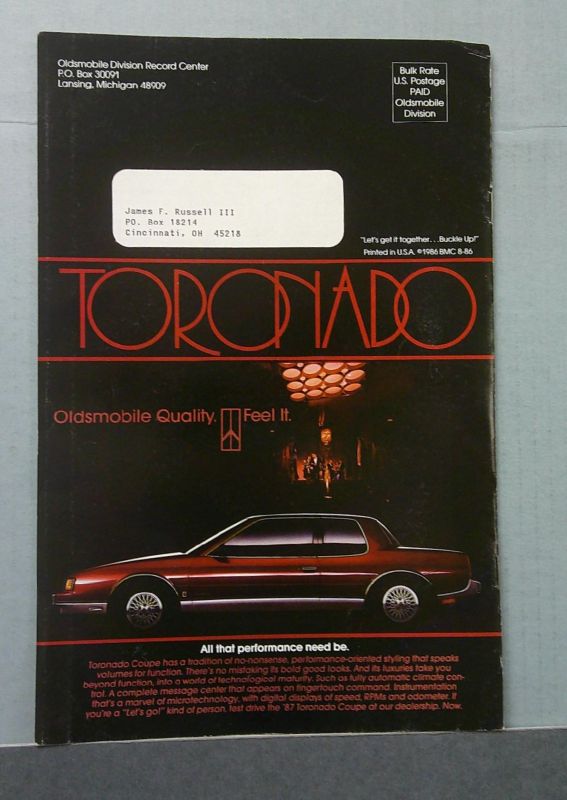 Oldsmobile Division Record Center
P.O. Box 30091
Lansing, Michigan 48909
Bulk Rate
U.S. Postage
PAID
Oldsmobile
Division
James F. Russell III
PO. Box 18214
Cincinnati, OH 45218
"Let's get it together...Buckle Up!"
Printed in U.S.A. ©1986 BMC 8-86
TORONADO
Oldsmobile Quality. Feel It.
All that performance need be.
Toronado Coupe has a tradition of no-nonsense, performance-oriented styling that speaks
volumes for function. There's no mistaking its bold good looks. And its luxuries take you
beyond function, into a world of technological maturity. Such as fully automatic climate con-
trol. A complete message center that appears on fingertouch command. Instrumentation
that's a marvel of microtechnology, with digital displays of speed, RPMs and odometer. If
you're a "Let's go!" kind of person, test drive the '87 Toronado Coupe at our dealership. Now.